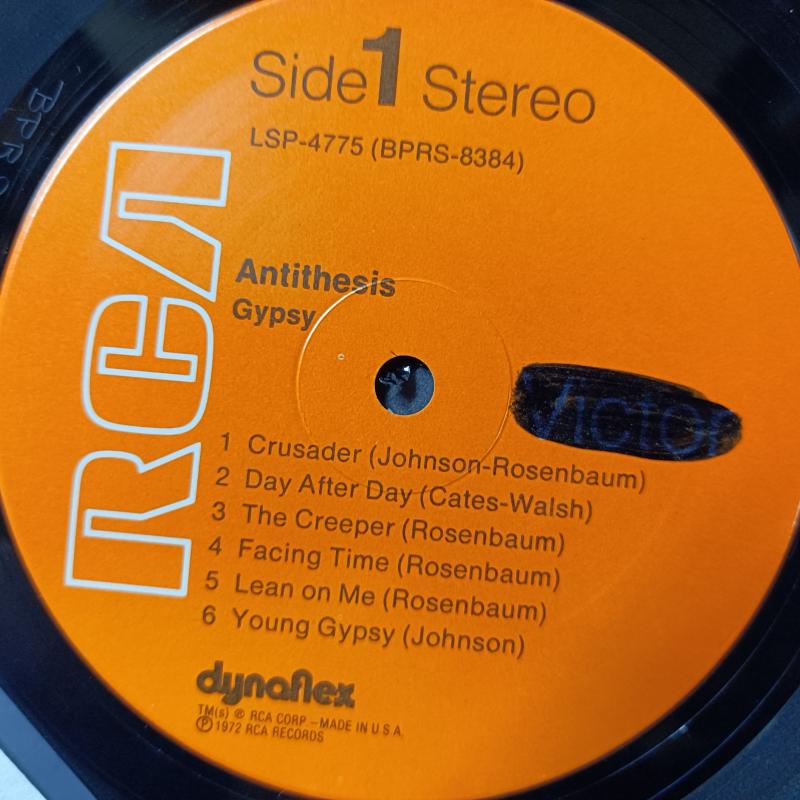 Side 1 Stereo
LSP-4775 (BPRS-8384)
RCA
Antithesis
Gypsy
Victor
1 Crusader (Johnson-Rosenbaum)
2 Day After Day (Cates-Walsh)
3 The Creeper (Rosenbaum)
4 Facing Time (Rosenbaum)
5 Lean on Me (Rosenbaum)
6 Young Gypsy (Johnson)
dynaflex
TM(s) ® RCA CORP – MADE IN U S A
℗ 1972 RCA RECORDS